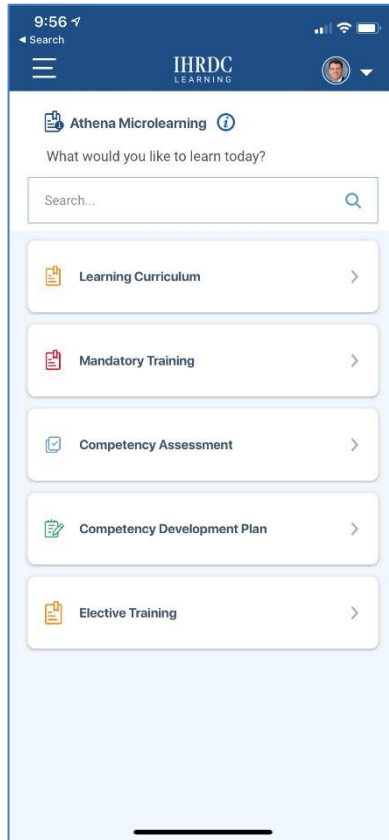 9:56
Search
IHRDC
LEARNING
Athena Microlearning
What would you like to learn today?
Search...
Learning Curriculum
Mandatory Training
Competency Assessment
Competency Development Plan
Elective Training